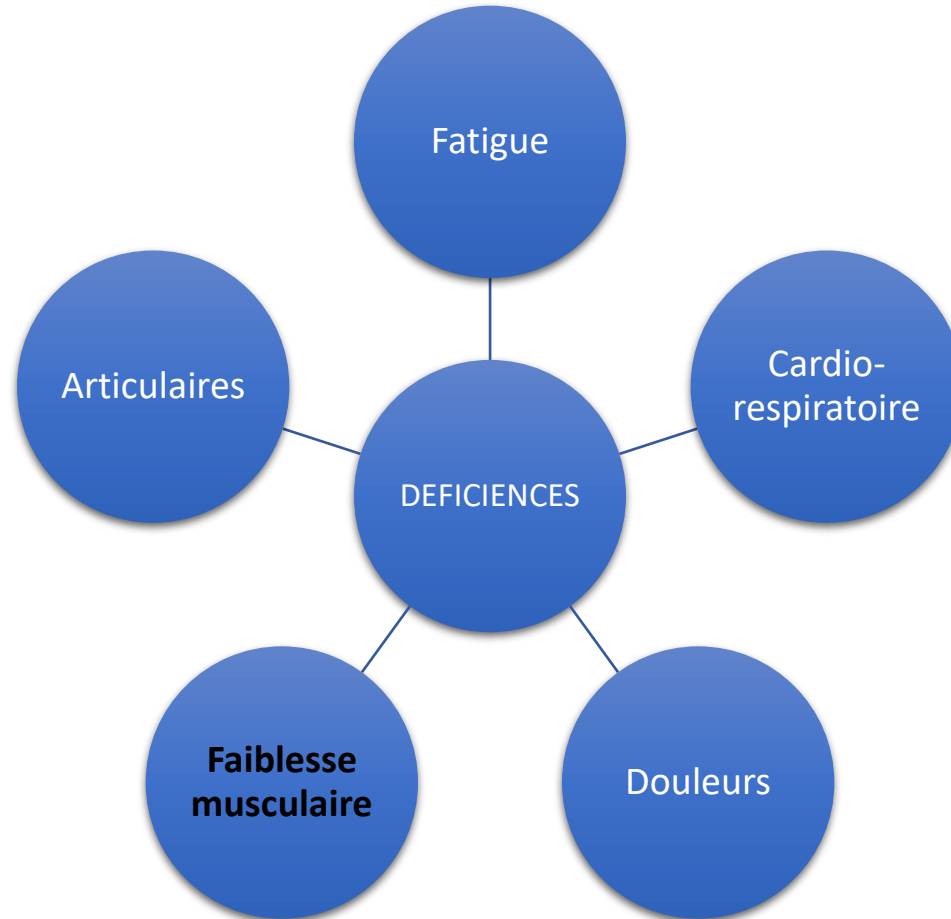 Fatigue
Articulaires
Cardio-
respiratoire
DEFICIENCES
Faiblesse
musculaire
Douleurs